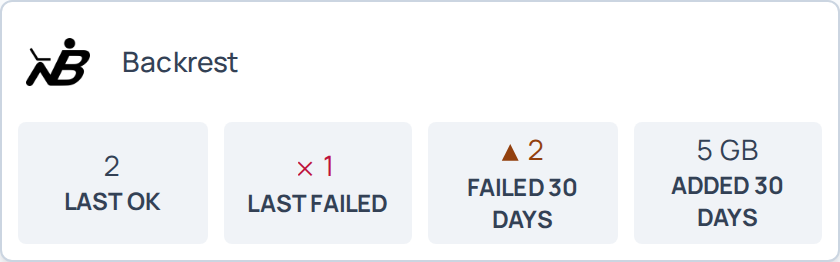 Backrest
2
LAST OK
× 1
LAST FAILED
▲ 2
FAILED 30
DAYS
5 GB
ADDED 30
DAYS